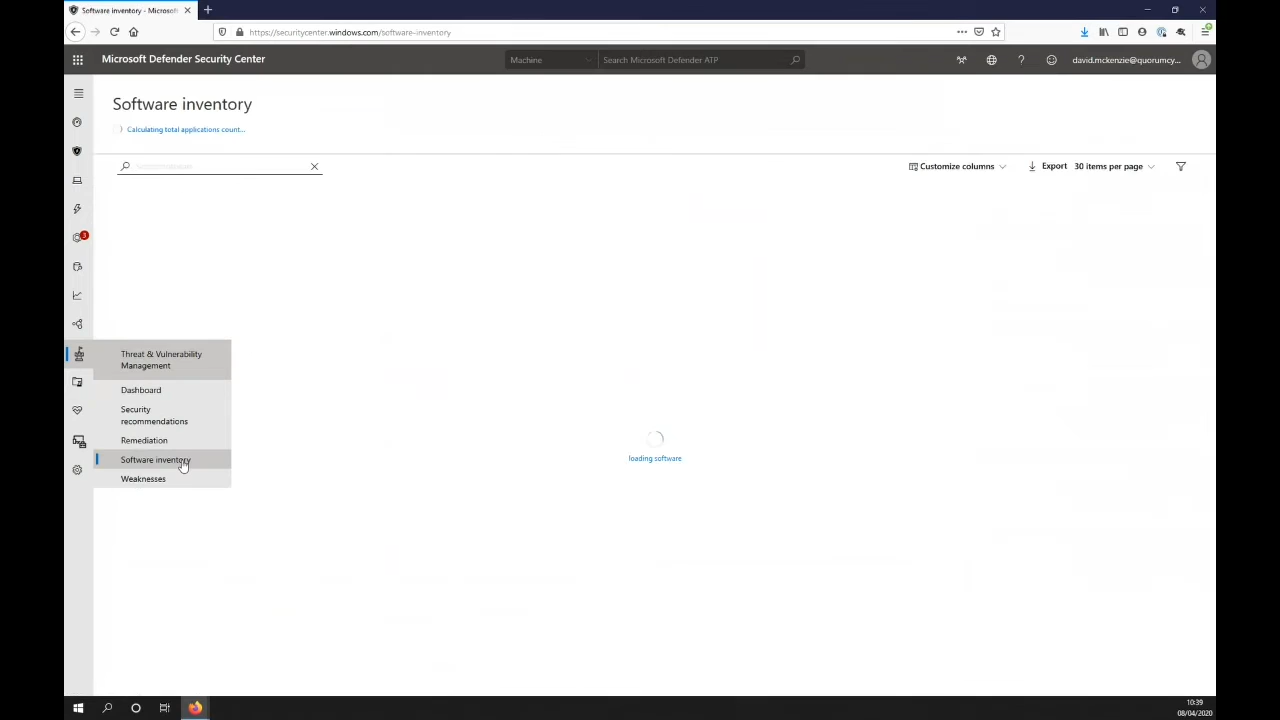 Software inventory - Microsoft
https://securitycenter.windows.com/software-inventory
Microsoft Defender Security Center
Machine
Search Microsoft Defender ATP
david.mckenzie@quorumcy...
Software inventory
Calculating total applications count...
Customize columns
Export
30 items per page
3
Threat & Vulnerability
Management
Dashboard
Security
recommendations
Remediation
Software inventory
Weaknesses
loading software
10:39
08/04/2020